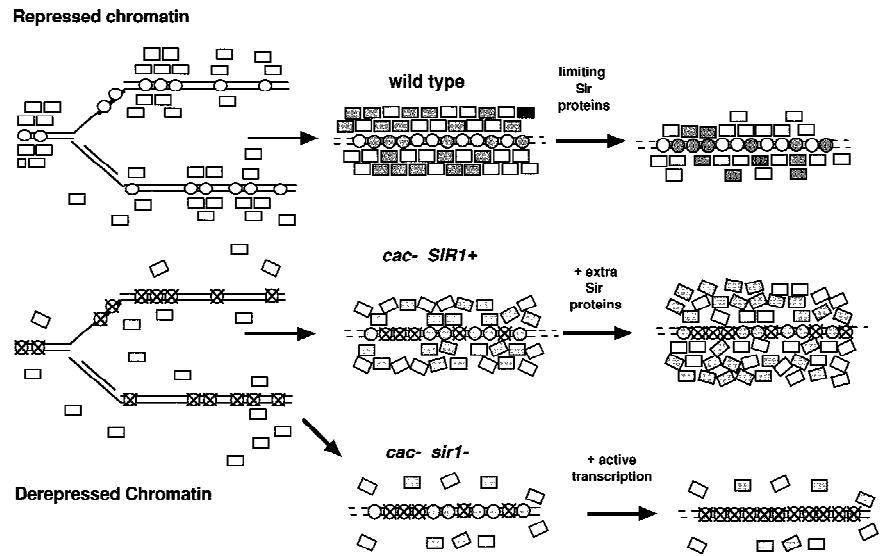 Repressed chromatin
wild type
limiting
Sir
proteins
cac- SIR1+
+ extra
Sir
proteins
cac- sir1-
+ active
transcription
Derepressed Chromatin